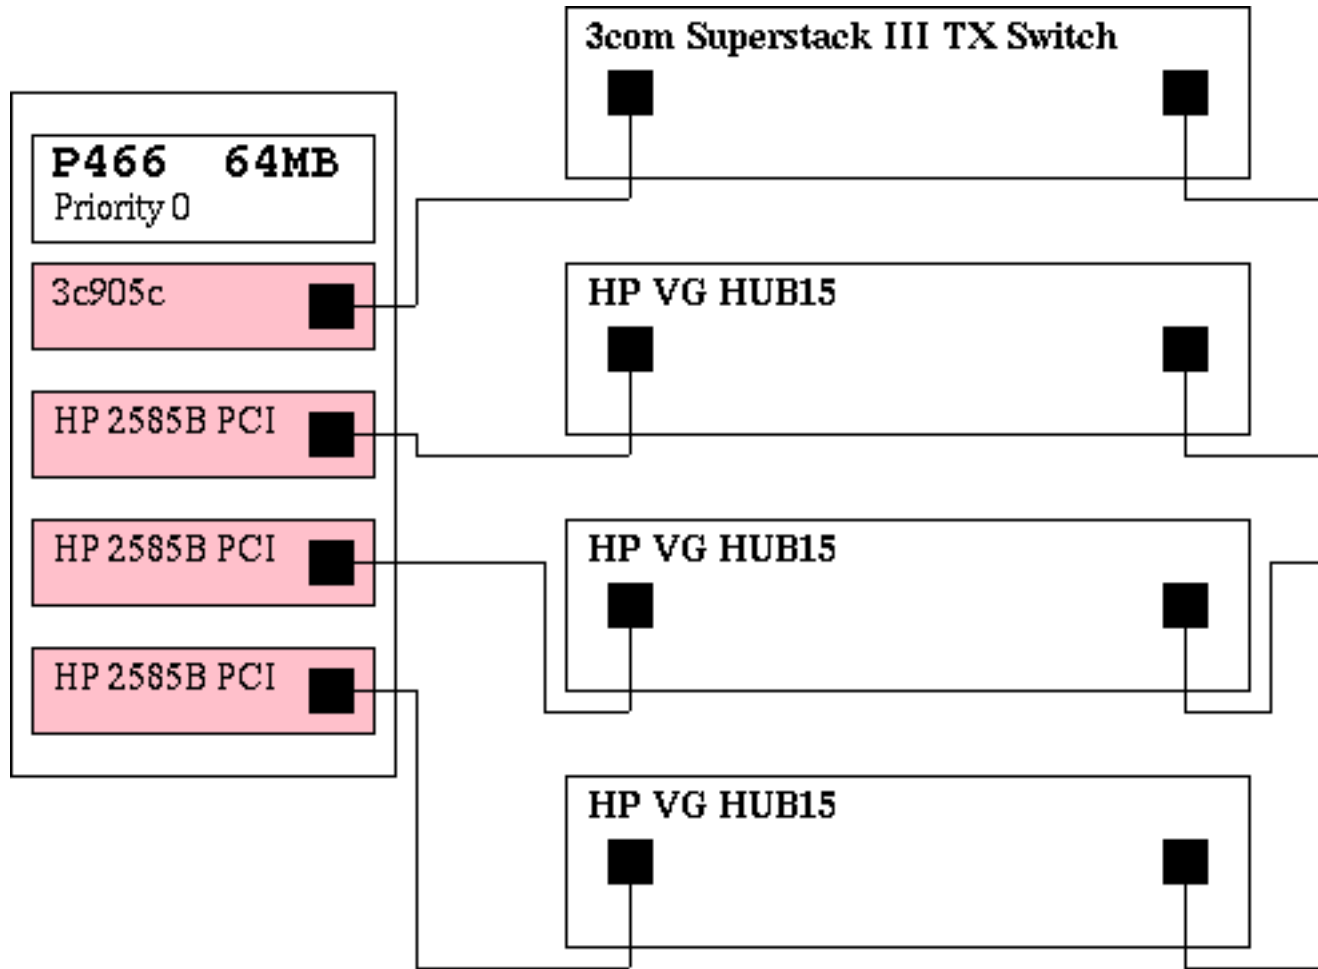 3com Superstack III TX Switch
P466 64MB
Priority 0
3c905c
HP VG HUB15
HP 2585B PCI
HP 2585B PCI
HP VG HUB15
HP 2585B PCI
HP VG HUB15